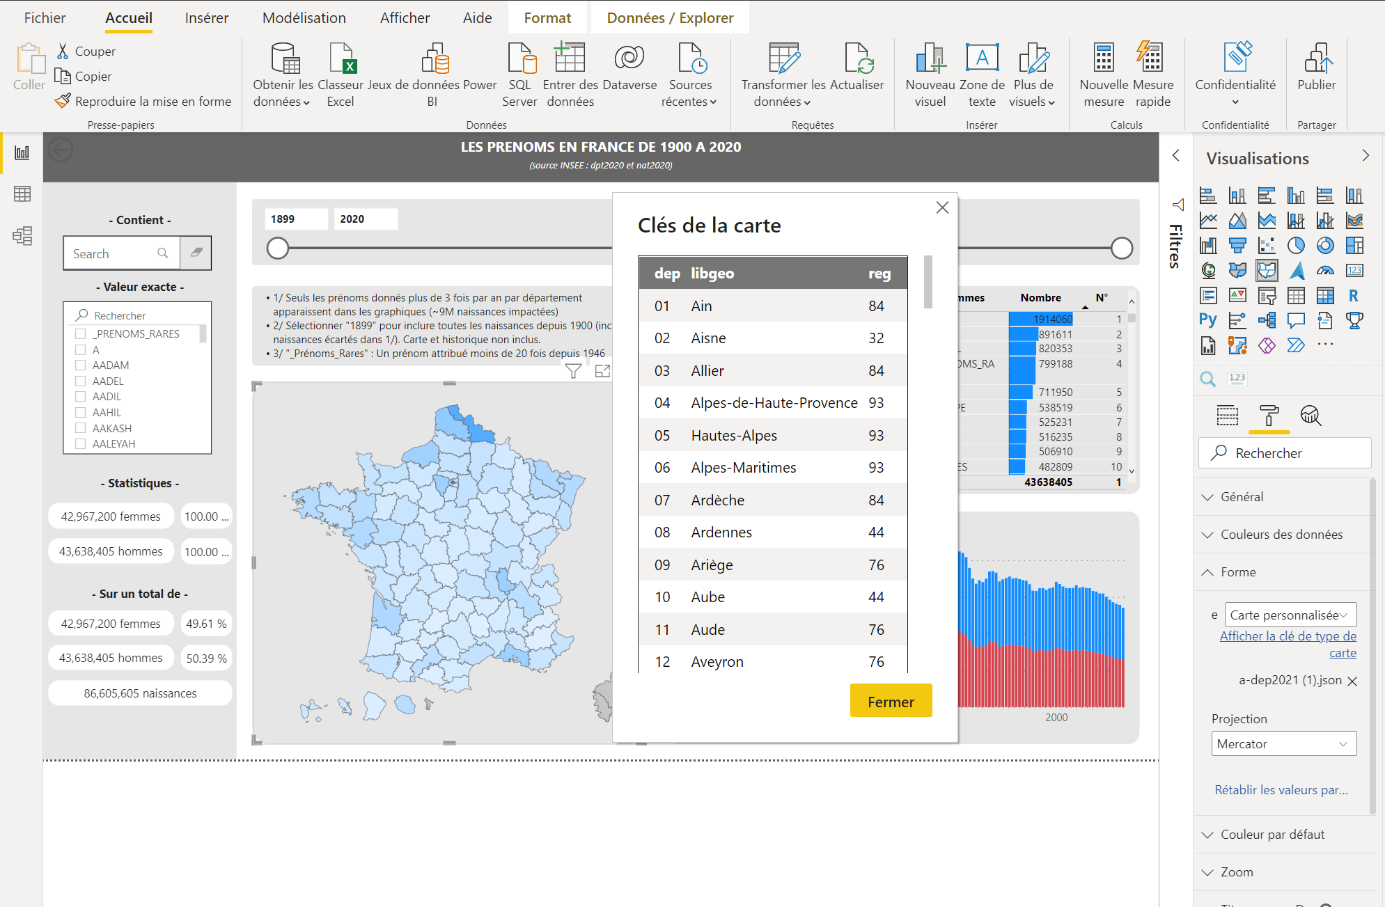 Fichier Accueil Insérer Modélisation Afficher Aide Format Données / Explorer
Coller
Couper
Copier
Reproduire la mise en forme
Presse-papiers
Obtenir les données
Classeur Excel
Jeux de données Power BI
SQL Server
Entrer des données
Dataverse
Sources récentes
Données
Transformer les données
Actualiser
Requêtes
Nouveau visuel
Zone de texte
Plus de visuels
Insérer
Nouvelle mesure
Mesure rapide
Calculs
Confidentialité
Confidentialité
Publier
Partager
LES PRENOMS EN FRANCE DE 1900 A 2020
(source INSEE : dpt2020 et nat2020)
- Contient -
Search
- Valeur exacte -
Rechercher
_PRENOMS_RARES
A
AADAM
AADEL
AADIL
AAHIL
AAKASH
AALEYAH
- Statistiques -
42,967,200 femmes 100.00 ...
43,638,405 hommes 100.00 ...
- Sur un total de -
42,967,200 femmes 49.61 %
43,638,405 hommes 50.39 %
86,605,605 naissances
1899 2020
• 1/ Seuls les prénoms donnés plus de 3 fois par an par département
apparaissent dans les graphiques (~9M naissances impactées)
• 2/ Sélectionner "1899" pour inclure toutes les naissances depuis 1900 (inc
naissances écartés dans 1/). Carte et historique non inclus.
• 3/ "_Prénoms_Rares" : Un prénom attribué moins de 20 fois depuis 1946
Clés de la carte
dep libgeo reg
01 Ain 84
02 Aisne 32
03 Allier 84
04 Alpes-de-Haute-Provence 93
05 Hautes-Alpes 93
06 Alpes-Maritimes 93
07 Ardèche 84
08 Ardennes 44
09 Ariège 76
10 Aube 44
11 Aude 76
12 Aveyron 76
Fermer
mmes Nombre N°
1914060 1
891611 2
820353 3
OMS_RA 799188 4
711950 5
PE 538519 6
525231 7
516235 8
506910 9
ES 482809 10
43638405 1
2000
Filtres
Visualisations
R
Py
123
123
...
Rechercher
Général
Couleurs des données
Forme
e Carte personnalisée
Afficher la clé de type de
carte
a-dep2021 (1).json
Projection
Mercator
Rétablir les valeurs par...
Couleur par défaut
Zoom